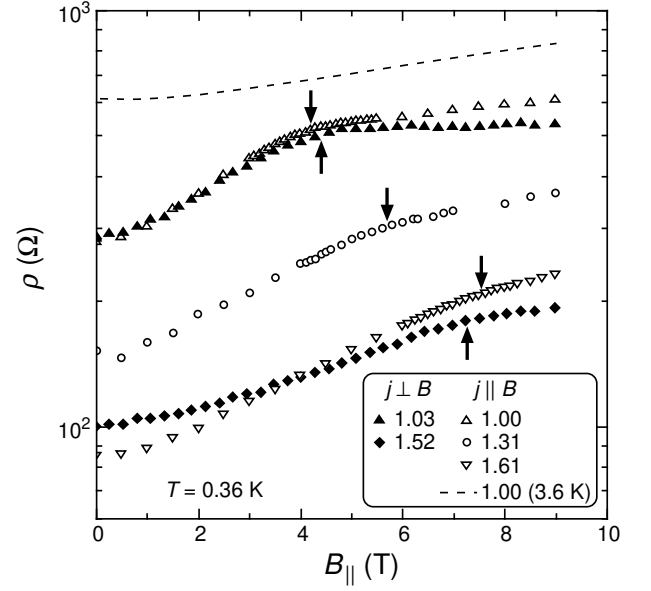 10³
ρ (Ω)
10²
T = 0.36 K
j ⊥ B
j || B
1.03
1.00
1.52
1.31
1.61
1.00 (3.6 K)
0 2 4 6 8 10
B|| (T)